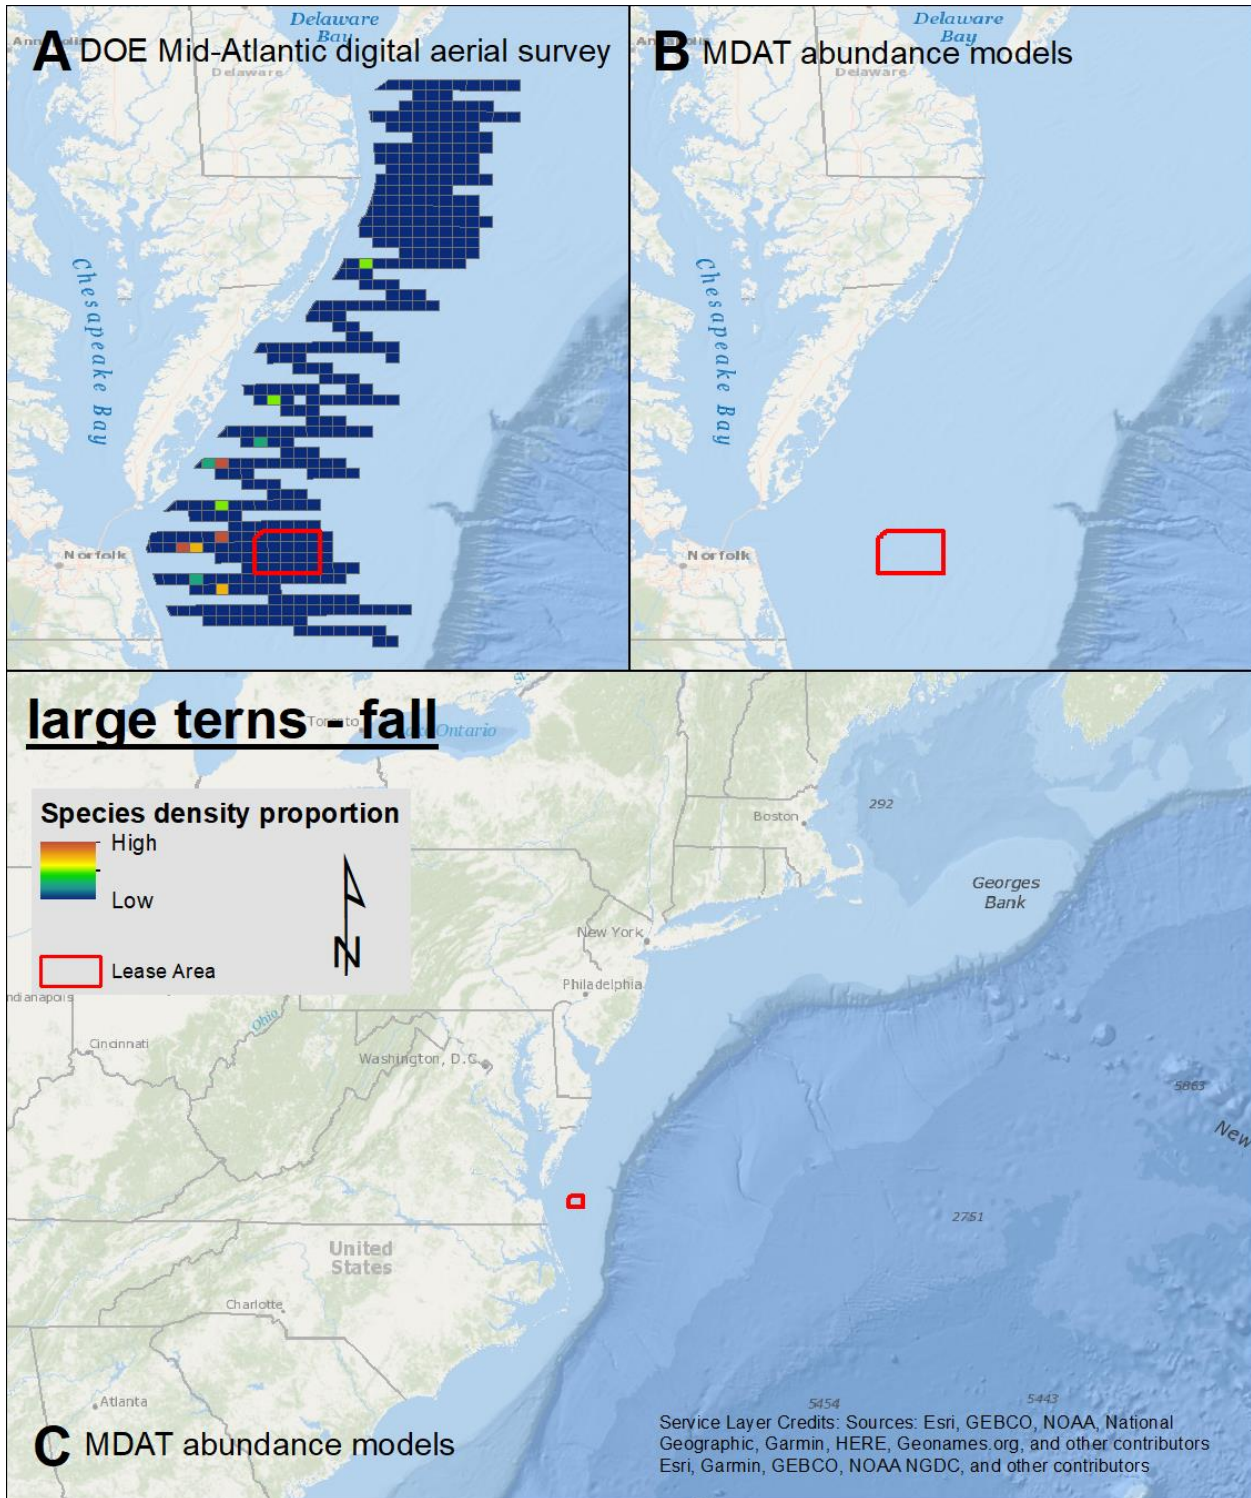 A DOE Mid-Atlantic digital aerial survey
Delaware
Bay
Delaware
Chesapeake Bay
Norfolk
B MDAT abundance models
Delaware
Bay
Delaware
Chesapeake Bay
Norfolk
large terns - fall
Toronto
Ontario
Species density proportion
High
Low
Lease Area
N
292
Boston
Georges
Bank
New York
Philadelphia
ndianapolis
Ohio
Cincinnati
Washington, D.C.
5863
New
2751
United
States
Charlotte
Atlanta
5454
5443
C MDAT abundance models
Service Layer Credits: Sources: Esri, GEBCO, NOAA, National
Geographic, Garmin, HERE, Geonames.org, and other contributors
Esri, Garmin, GEBCO, NOAA NGDC, and other contributors